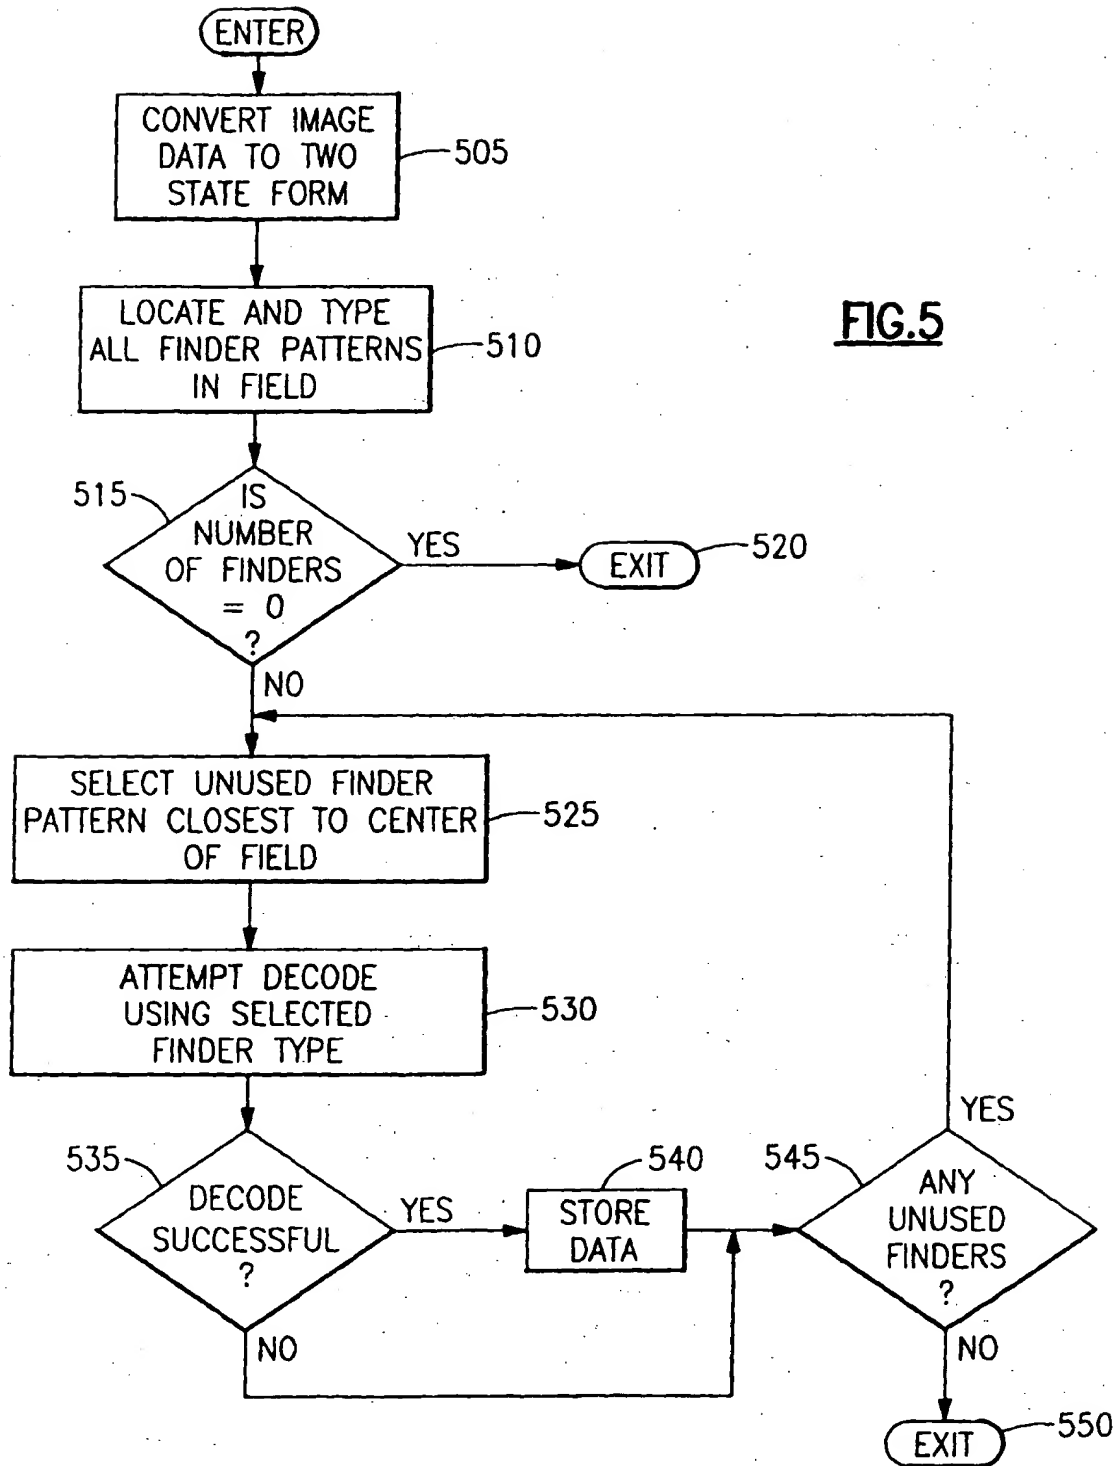 ENTER
CONVERT IMAGE
DATA TO TWO
STATE FORM
505
LOCATE AND TYPE
ALL FINDER PATTERNS
IN FIELD
510
FIG.5
515
IS
NUMBER
OF FINDERS
= 0
?
YES
EXIT
520
NO
SELECT UNUSED FINDER
PATTERN CLOSEST TO CENTER
OF FIELD
525
ATTEMPT DECODE
USING SELECTED
FINDER TYPE
530
535
DECODE
SUCCESSFUL
?
YES
540
STORE
DATA
545
YES
ANY
UNUSED
FINDERS
?
NO
NO
EXIT
550